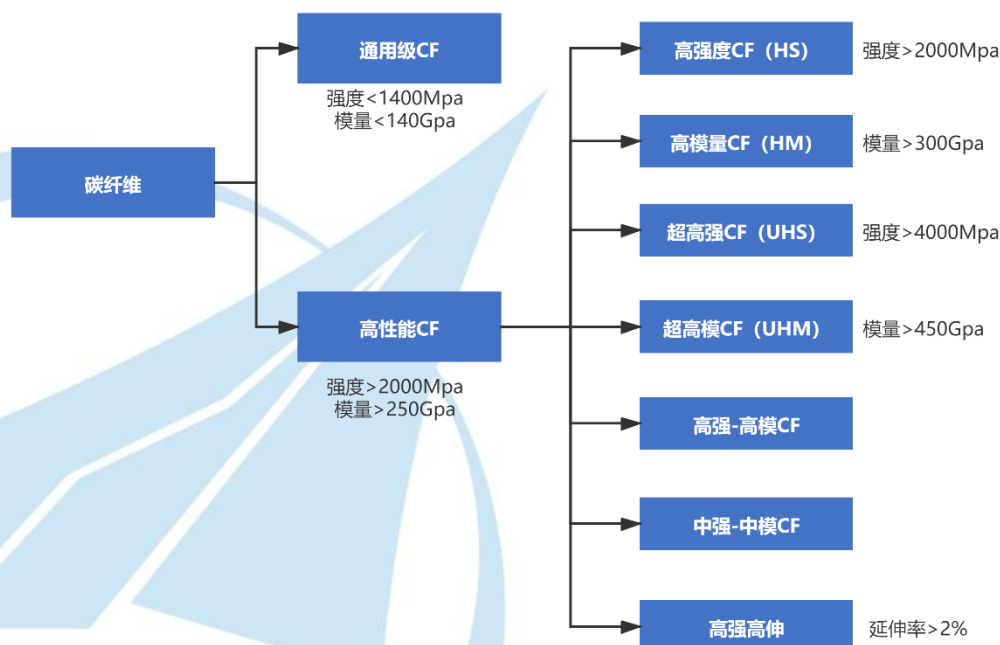 碳纤维
通用级CF
强度<1400Mpa
模量<140Gpa
高性能CF
强度>2000Mpa
模量>250Gpa
高强度CF（HS）
强度>2000Mpa
高模量CF（HM）
模量>300Gpa
超高强CF（UHS）
强度>4000Mpa
超高模CF（UHM）
模量>450Gpa
高强-高模CF
中强-中模CF
高强高伸
延伸率>2%